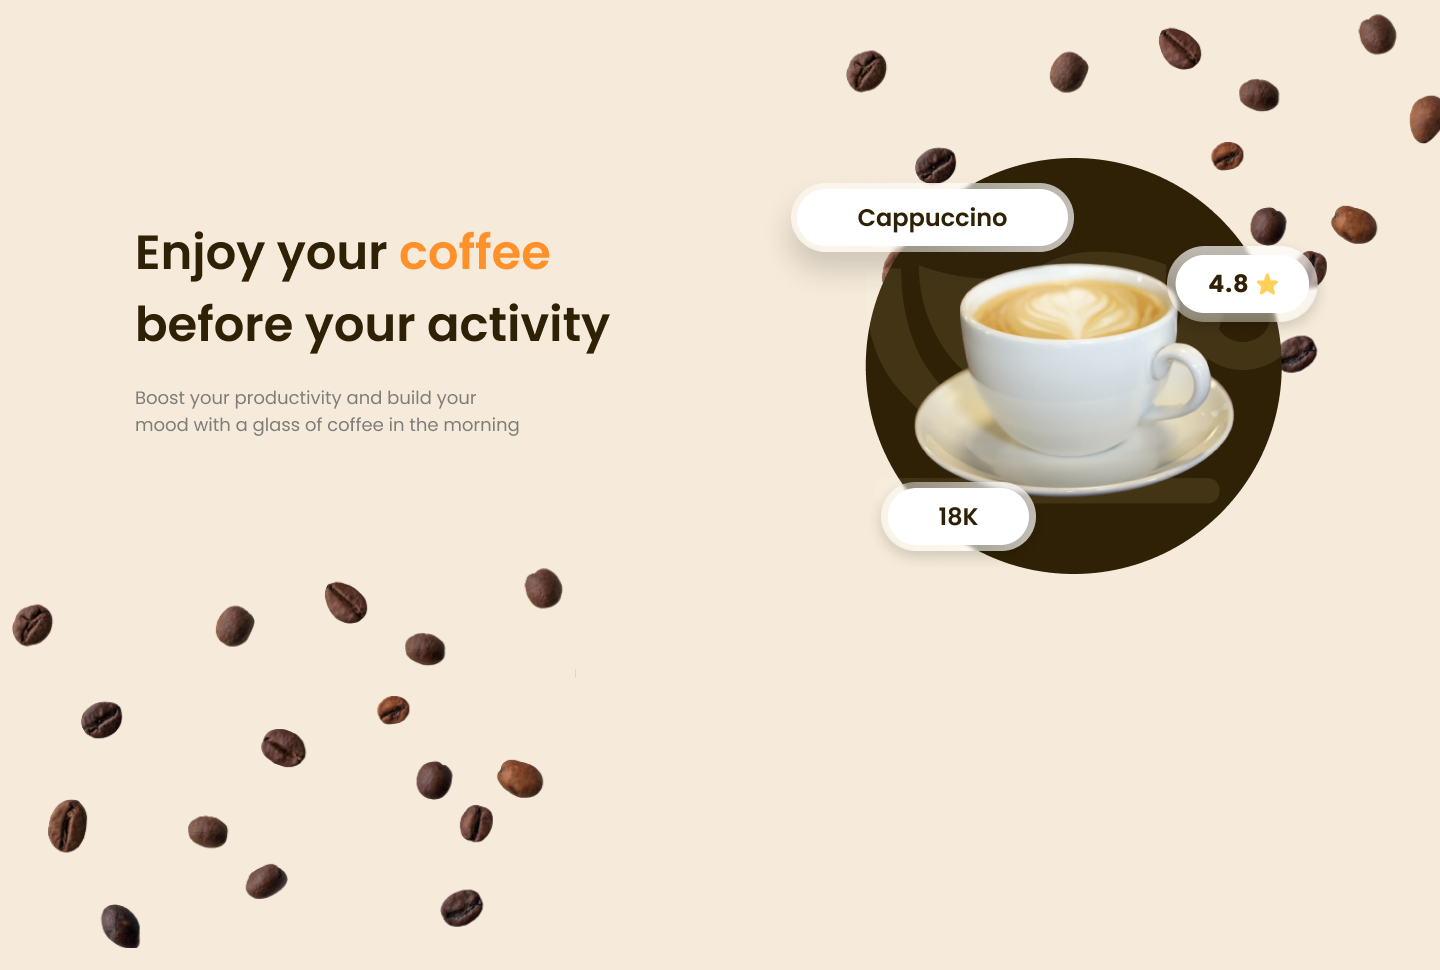 Enjoy your coffee
before your activity
Boost your productivity and build your
mood with a glass of coffee in the morning
Cappuccino
4.8
18K